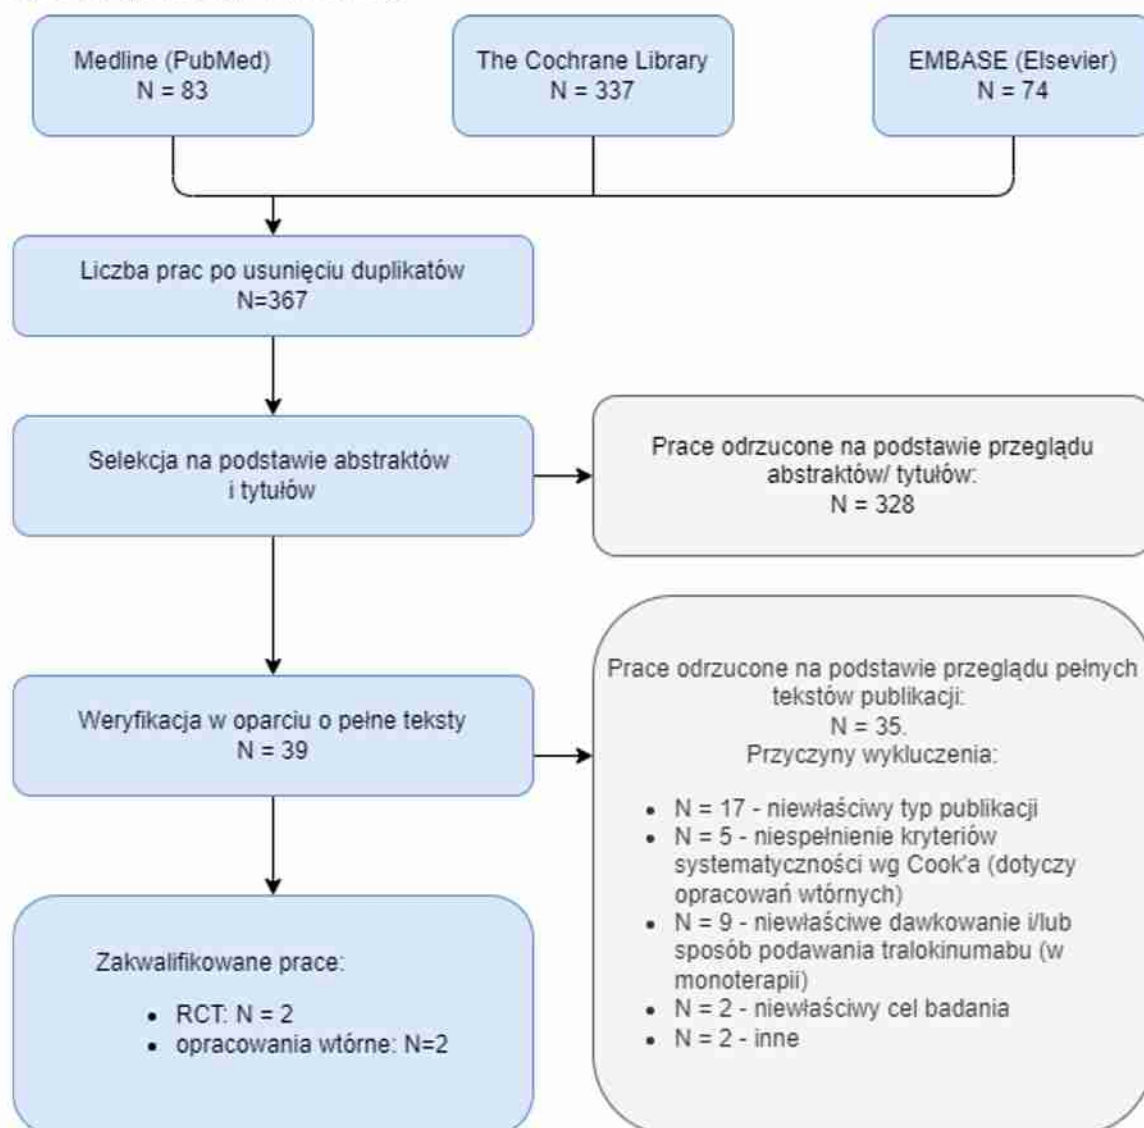 Medline (PubMed)
N = 83
The Cochrane Library
N = 337
EMBASE (Elsevier)
N = 74
Liczba prac po usunięciu duplikatów
N=367
Selekcja na podstawie abstraktów
i tytułów
Prace odrzucone na podstawie przeglądu
abstraktów/ tytułów:
N = 328
Weryfikacja w oparciu o pełne teksty
N = 39
Prace odrzucone na podstawie przeglądu pełnych
tekstów publikacji:
N = 35.
Przyczyny wykluczenia:
• N = 17 - niewłaściwy typ publikacji
• N = 5 - niespełnienie kryteriów
systematyczności wg Cook'a (dotyczy
opracowań wtórnych)
• N = 9 - niewłaściwe dawkowanie i/lub
sposób podawania tralokinumabu (w
monoterapii)
• N = 2 - niewłaściwy cel badania
• N = 2 - inne
Zakwalifikowane prace:
• RCT: N = 2
• opracowania wtórne: N=2